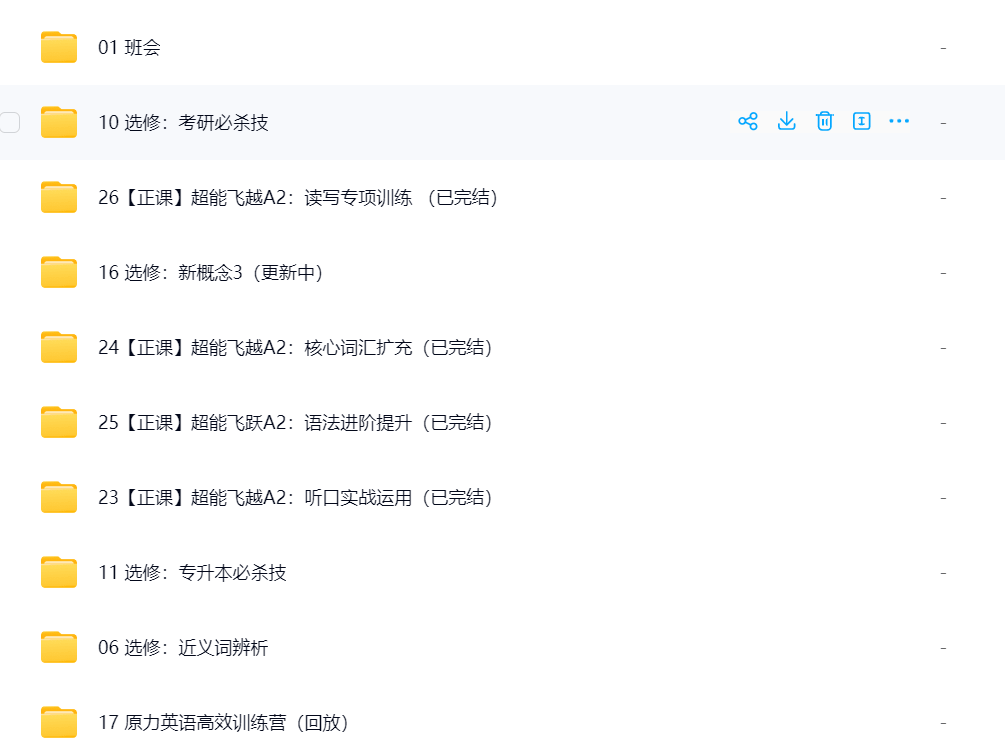 01 班会
10 选修：考研必杀技
26【正课】超能飞越A2：读写专项训练 （已完结）
16 选修：新概念3（更新中）
24【正课】超能飞越A2：核心词汇扩充（已完结）
25【正课】超能飞跃A2：语法进阶提升（已完结）
23【正课】超能飞越A2：听口实战运用（已完结）
11 选修：专升本必杀技
06 选修：近义词辨析
17 原力英语高效训练营（回放）